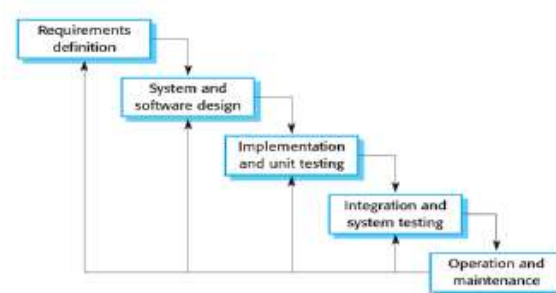 Requirements
definition
System and
software design
Implementation
and unit testing
Integration and
system testing
Operation and
maintenance